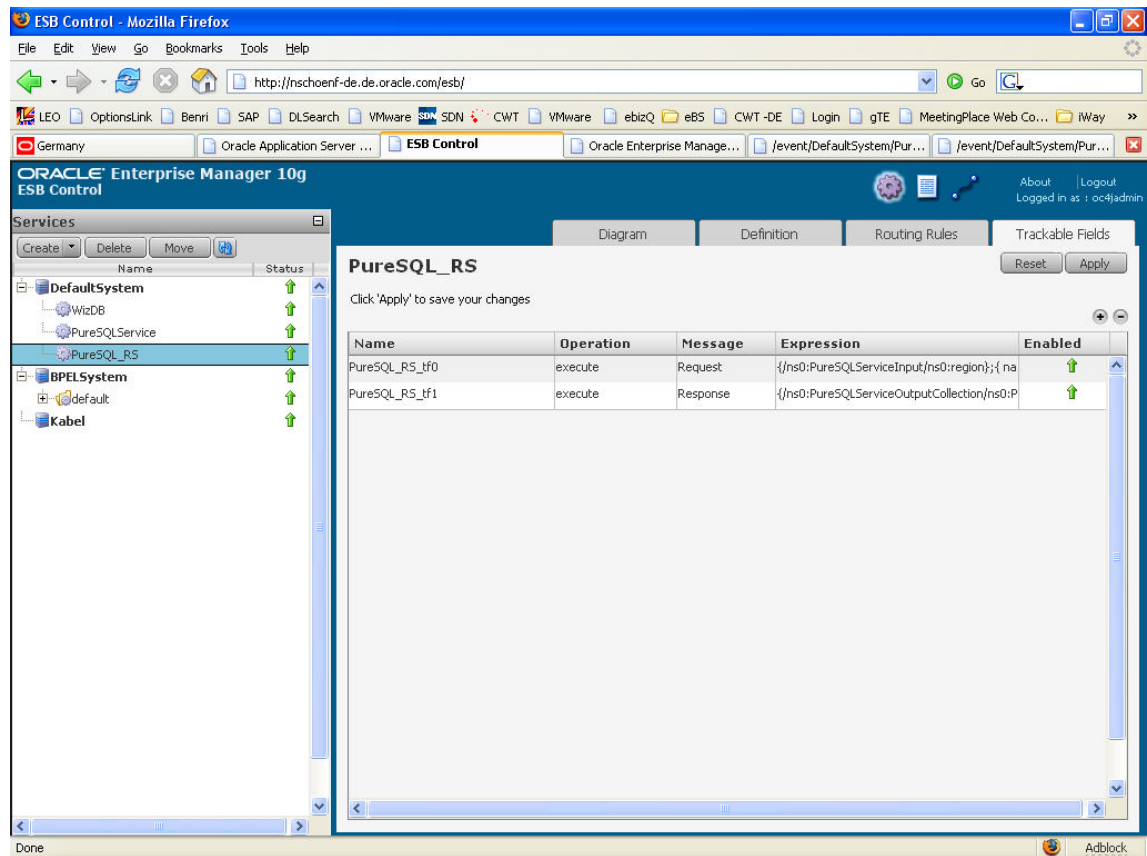 ESB Control - Mozilla Firefox
File Edit View Go Bookmarks Tools Help
http://nschoenf-de.de.oracle.com/esb/ Go G
LEO OptionsLink Benri SAP DLSearch VMware SDN SDN CWT VMware ebizQ eBS CWT -DE Login gTE MeetingPlace Web Co... iWay »
Germany Oracle Application Server ... ESB Control Oracle Enterprise Manage... /event/DefaultSystem/Pur... /event/DefaultSystem/Pur...
ORACLE Enterprise Manager 10g
ESB Control
About Logout
Logged in as : oc4jadmin
Services
Create Delete Move
Name Status
DefaultSystem
WizDB
PureSQLService
PureSQL_RS
BPELSystem
default
Kabel
Diagram Definition Routing Rules Trackable Fields
PureSQL_RS Reset Apply
Click 'Apply' to save your changes
Name Operation Message Expression Enabled
PureSQL_RS_tf0 execute Request {/ns0:PureSQLServiceInput/ns0:region};{ na
PureSQL_RS_tf1 execute Response {/ns0:PureSQLServiceOutputCollection/ns0:P
Done Adblock